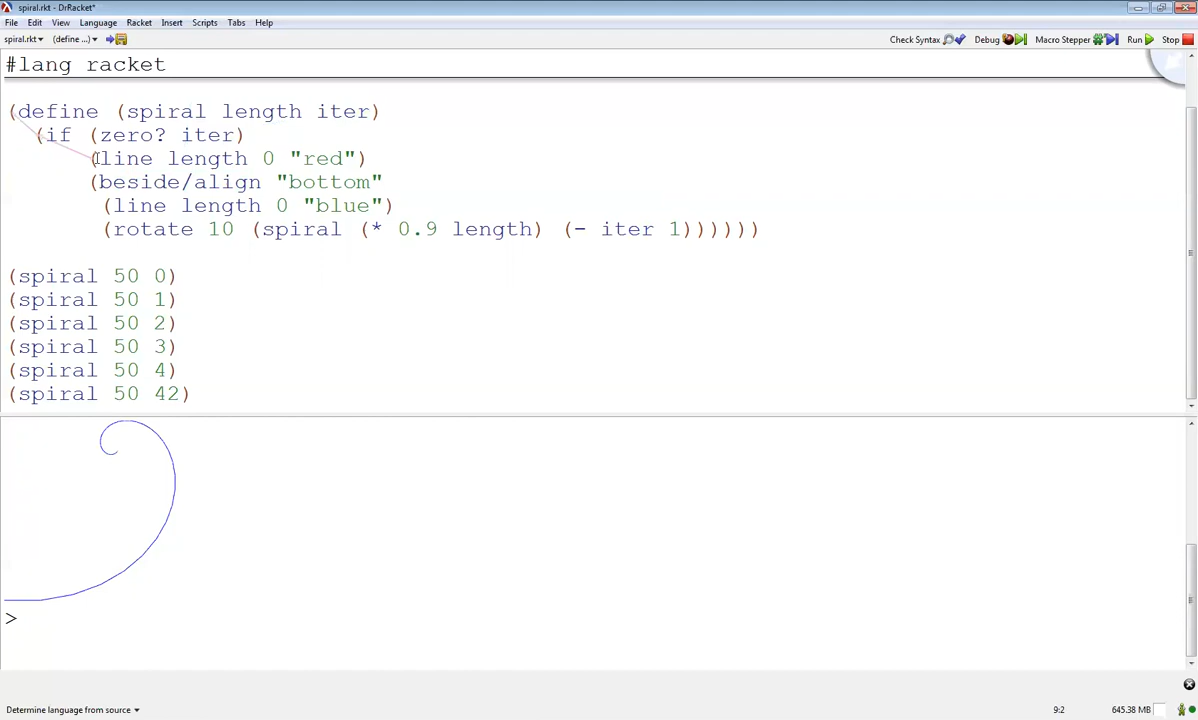 spiral.rkt - DrRacket*
File Edit View Language Racket Insert Scripts Tabs Help
spiral.rkt (define ...) Check Syntax Debug Macro Stepper Run Stop
#lang racket
(define (spiral length iter)
(if (zero? iter)
(line length 0 "red")
(beside/align "bottom"
(line length 0 "blue")
(rotate 10 (spiral (* 0.9 length) (- iter 1))))))
(spiral 50 0)
(spiral 50 1)
(spiral 50 2)
(spiral 50 3)
(spiral 50 4)
(spiral 50 42)
>
Determine language from source 9:2 645.38 MB